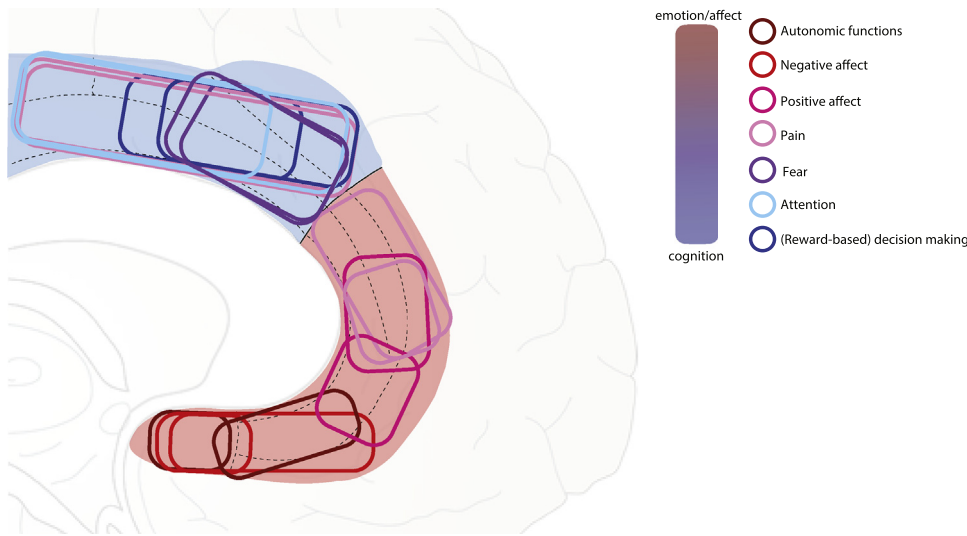 emotion/affect
cognition
Autonomic functions
Negative affect
Positive affect
Pain
Fear
Attention
(Reward-based) decision making